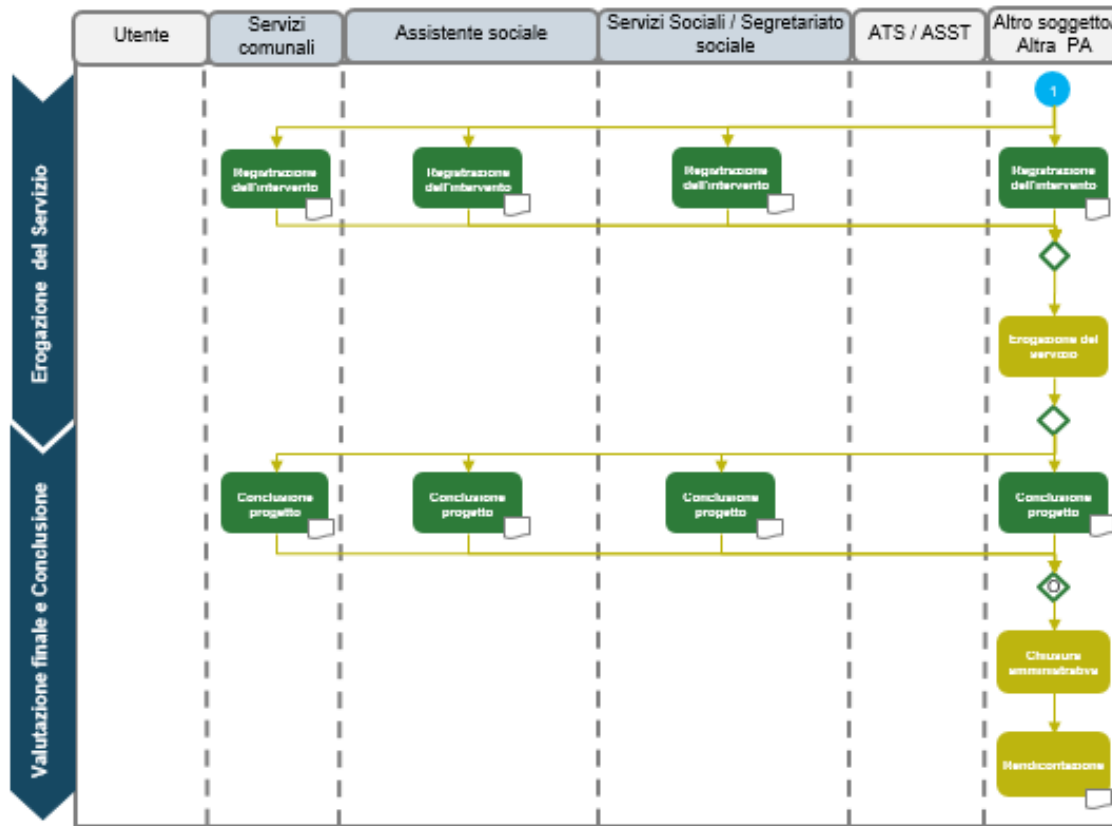 Utente
Servizi
comunali
Assistente sociale
Servizi Sociali / Segretariato
sociale
ATS / ASST
Altro soggetto/
Altra PA
Erogazione del Servizio
1
Registrazione
dell'intervento
Registrazione
dell'intervento
Registrazione
dell'intervento
Registrazione
dell'intervento
Erogazione del
servizio
Valutazione finale e Conclusione
Conclusione
progetto
Conclusione
progetto
Conclusione
progetto
Conclusione
progetto
O
Chiusura
amministrativa
Rendicontazione